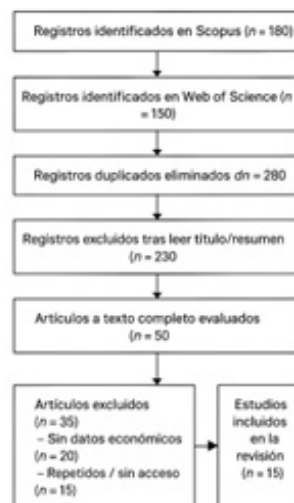 Registros identificados en Scopus (n = 180)
Registros identificados en Web of Science (n
= 150)
Registros duplicados eliminados dn = 280
Registros excluidos tras leer título/resumen
(n = 230
Artículos a texto completo evaluados
(n = 50
Artículos excluidos
(n = 35)
– Sin datos económicos
(n = 20)
– Repetidos / sin acceso
(n = 15)
Estudios
incluidos
en la
revisión
(n = 15)